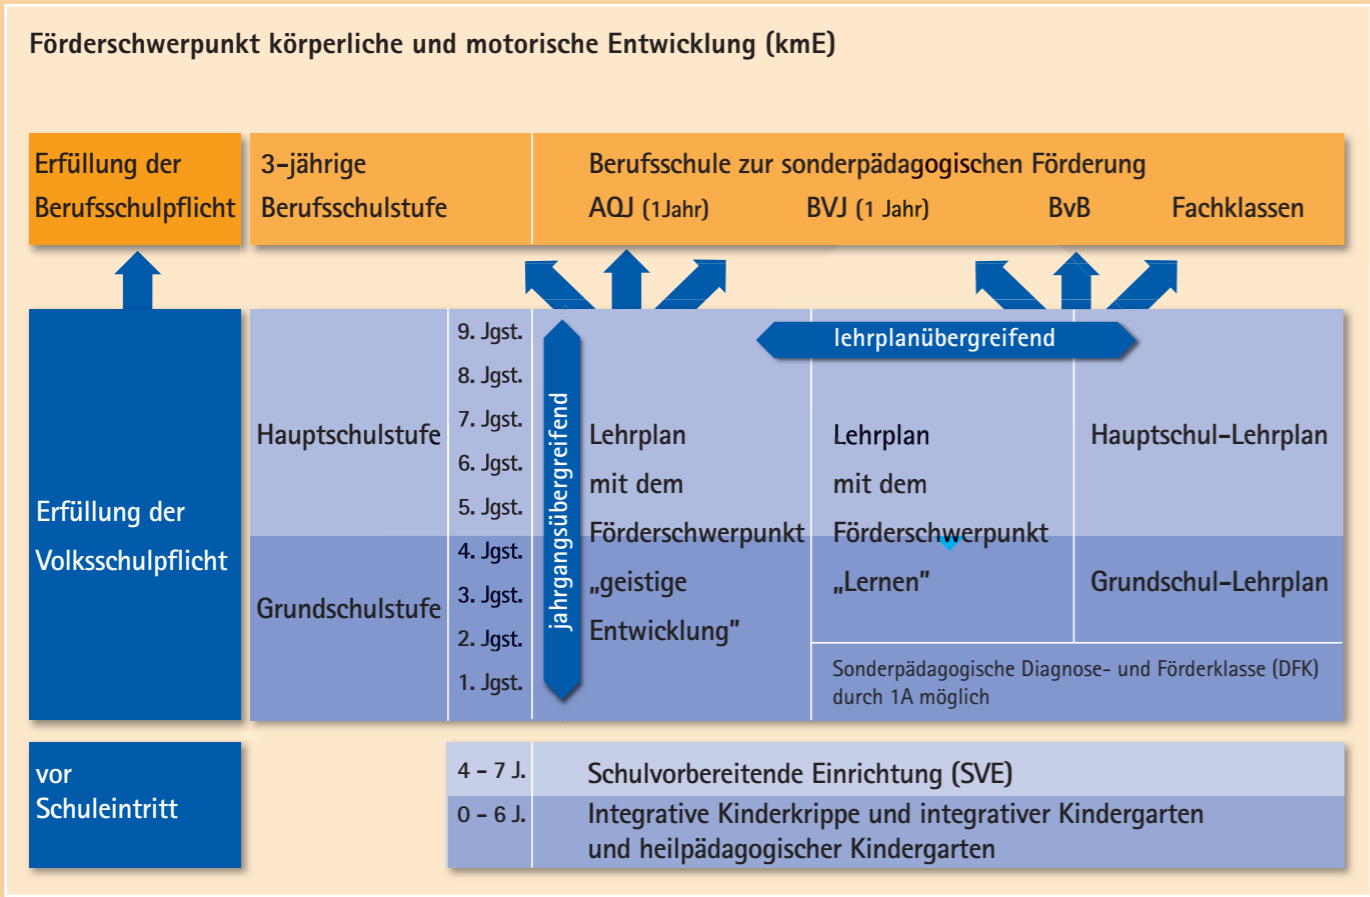 Förderschwerpunkt körperliche und motorische Entwicklung (kmE)
Erfüllung der
Berufsschulpflicht
3-jährige
Berufsschulstufe
Berufsschule zur sonderpädagogischen Förderung
AQJ (1Jahr) BVJ (1 Jahr) BvB Fachklassen
Erfüllung der
Volksschulpflicht
Hauptschulstufe
Grundschulstufe
9. Jgst.
8. Jgst.
7. Jgst.
6. Jgst.
5. Jgst.
4. Jgst.
3. Jgst.
2. Jgst.
1. Jgst.
jahrgangsübergreifend
lehrplanübergreifend
Lehrplan
mit dem
Förderschwerpunkt
„geistige
Entwicklung”
Lehrplan
mit dem
Förderschwerpunkt
„Lernen”
Hauptschul-Lehrplan
Grundschul-Lehrplan
Sonderpädagogische Diagnose- und Förderklasse (DFK)
durch 1A möglich
vor
Schuleintritt
4 - 7 J.
Schulvorbereitende Einrichtung (SVE)
0 - 6 J.
Integrative Kinderkrippe und integrativer Kindergarten
und heilpädagogischer Kindergarten